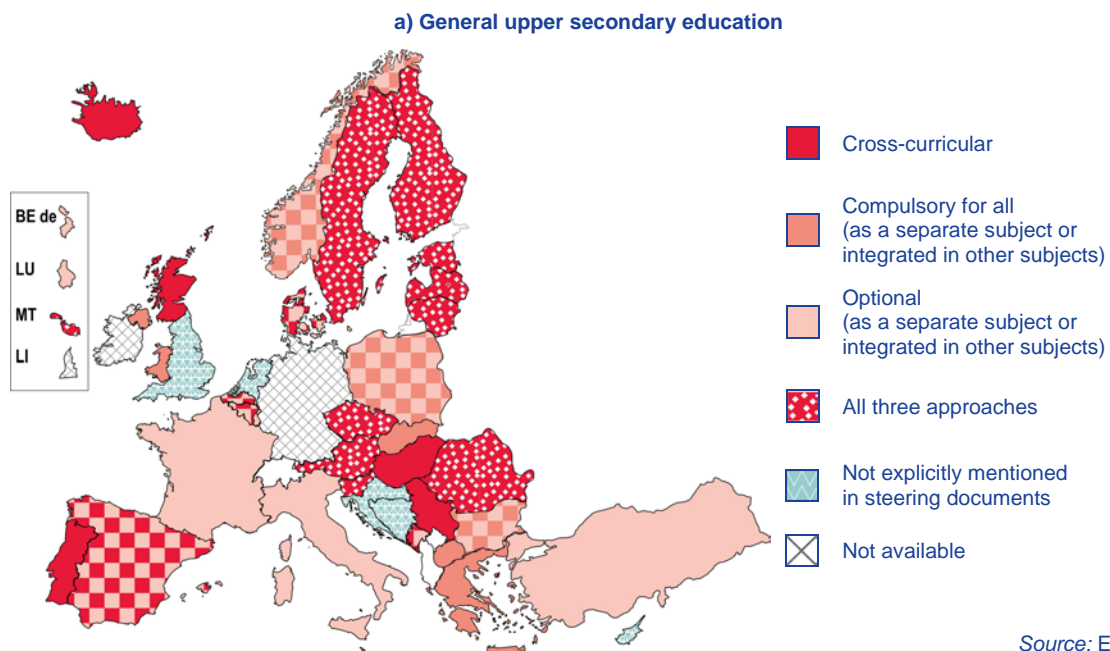 a) General upper secondary education
BE de
LU
MT
LI
Cross-curricular
Compulsory for all
(as a separate subject or
integrated in other subjects)
Optional
(as a separate subject or
integrated in other subjects)
All three approaches
Not explicitly mentioned
in steering documents
Not available
Source: E